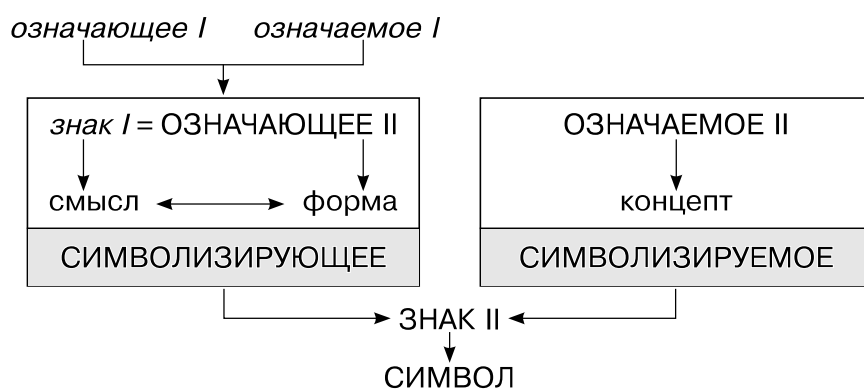 означающее I означаемое I
знак I = ОЗНАЧАЮЩЕЕ II ОЗНАЧАЕМОЕ II
смысл форма концепт
СИМВОЛИЗИРУЮЩЕЕ СИМВОЛИЗИРУЕМОЕ
ЗНАК II
СИМВОЛ